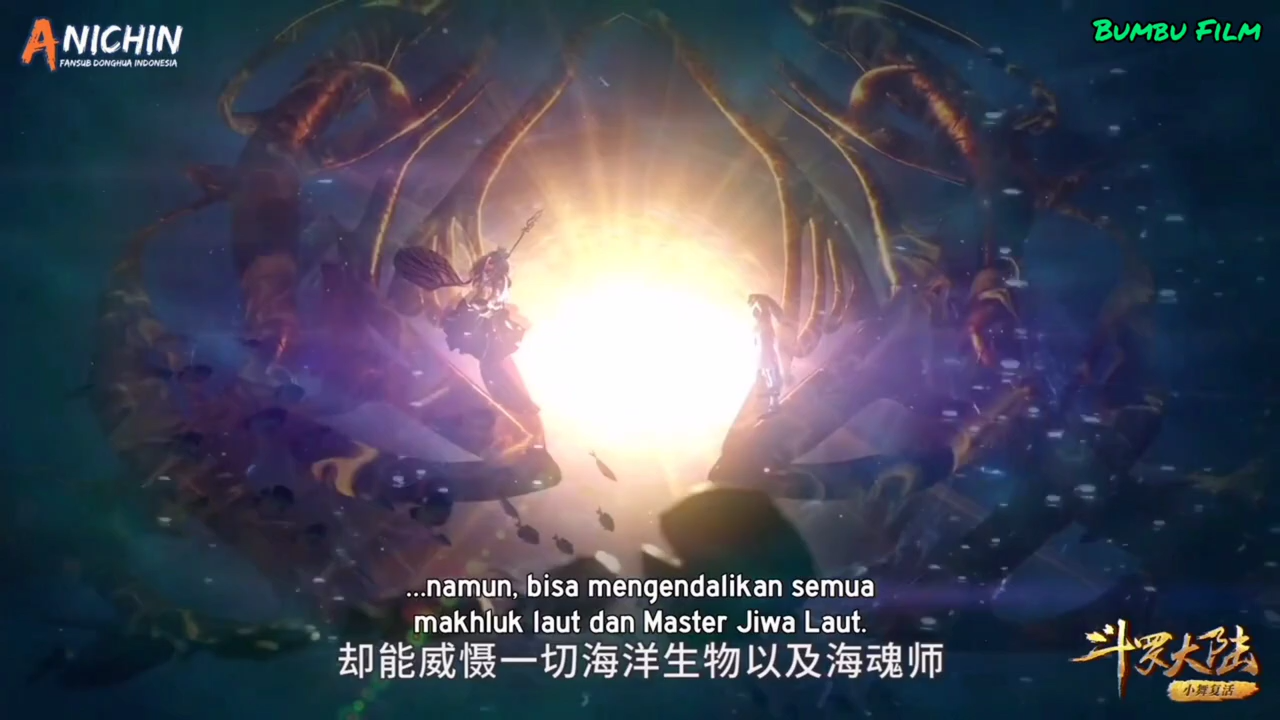 ANICHIN
FANSUB DONGHUA INDONESIA
BUMBU FILM
...namun, bisa mengendalikan semua
makhluk laut dan Master Jiwa Laut.
却能威慑一切海洋生物以及海魂师
斗罗大陆
小舞复活